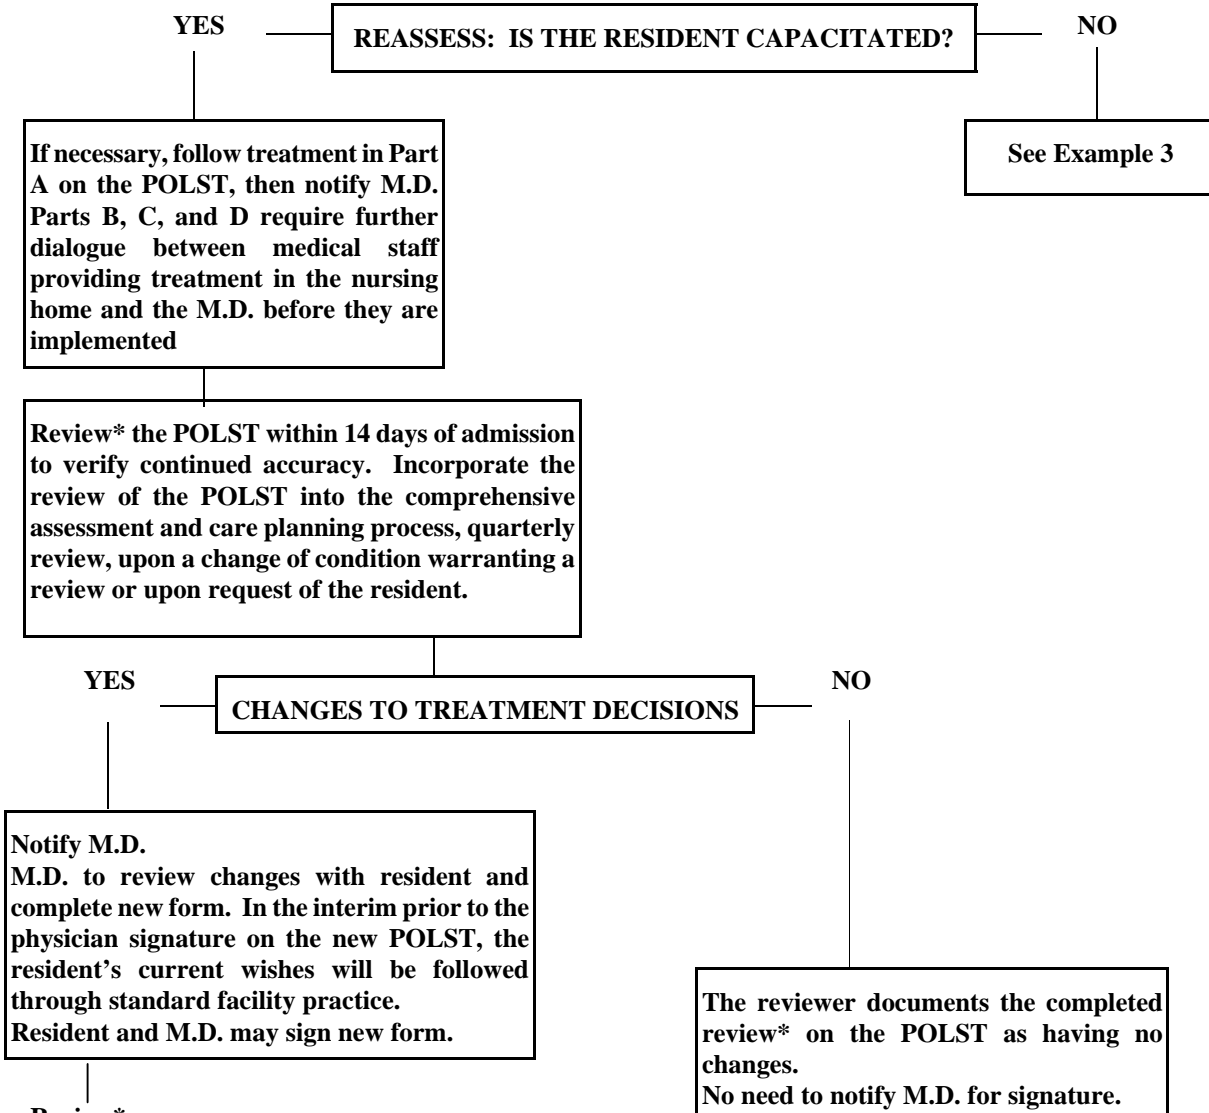 YES
REASSESS: IS THE RESIDENT CAPACITATED?
NO
If necessary, follow treatment in Part
A on the POLST, then notify M.D.
Parts B, C, and D require further
dialogue between medical staff
providing treatment in the nursing
home and the M.D. before they are
implemented
See Example 3
Review* the POLST within 14 days of admission
to verify continued accuracy. Incorporate the
review of the POLST into the comprehensive
assessment and care planning process, quarterly
review, upon a change of condition warranting a
review or upon request of the resident.
YES
CHANGES TO TREATMENT DECISIONS
NO
Notify M.D.
M.D. to review changes with resident and
complete new form. In the interim prior to the
physician signature on the new POLST, the
resident's current wishes will be followed
through standard facility practice.
Resident and M.D. may sign new form.
The reviewer documents the completed
review* on the POLST as having no
changes.
No need to notify M.D. for signature.